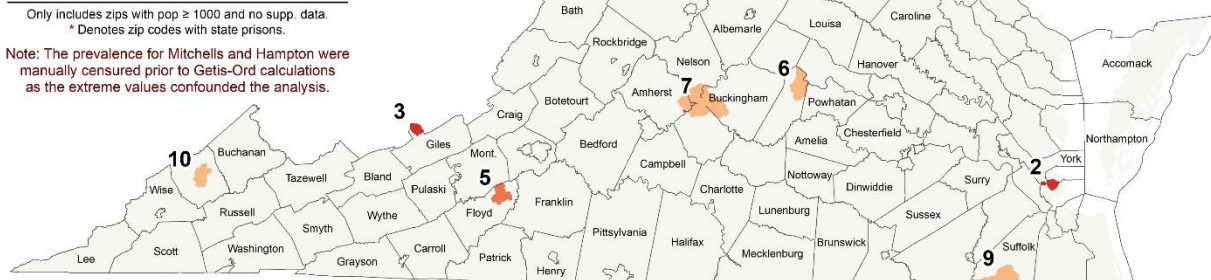 Only includes zips with pop ≥ 1000 and no supp. data.
* Denotes zip codes with state prisons.
Note: The prevalence for Mitchells and Hampton were
manually censured prior to Getis-Ord calculations
as the extreme values confounded the analysis.
Bath
Albemarle
Louisa
Caroline
Rockbridge
Nelson
Hanover
Accomack
6
7
Amherst
Buckingham
Powhatan
Botetourt
3
Craig
Giles
Amelia
Chesterfield
Northampton
Bedford
10
Buchanan
Mont.
Campbell
York
Tazewell
Bland
5
Nottoway
2
Wise
Pulaski
Charlotte
Dinwiddie
Surry
Franklin
Russell
Wythe
Floyd
Lunenburg
Sussex
Smyth
Pittsylvania
Halifax
Brunswick
Suffolk
Scott
Washington
Carroll
Patrick
Mecklenburg
9
Lee
Grayson
Henry